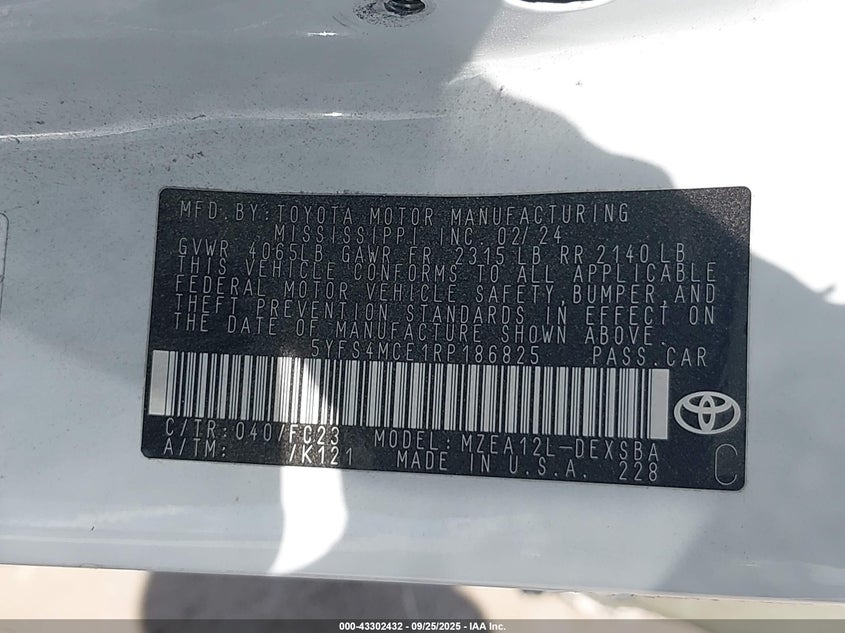 MFD. BY: TOYOTA MOTOR MANUFACTURING
MISSISSIPPI INC. 02/24
GVWR 4065LB GAWR FR 2315 LB RR 2140 LB
THIS VEHICLE CONFORMS TO ALL APPLICABLE
FEDERAL MOTOR VEHICLE SAFETY, BUMPER, AND
THEFT PREVENTION STANDARDS IN EFFECT ON
THE DATE OF MANUFACTURE SHOWN ABOVE.
5YFS4MCE1RP186825 PASS.CAR
C/TR: 040/FC23 MODEL: MZEA12L-DEXSBA
A/TM: /K121 MADE IN U.S.A. 228
C
000-43302432 - 09/25/2025 - IAA Inc.